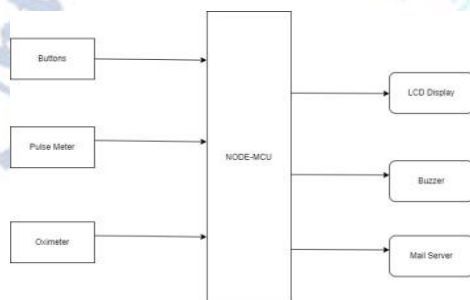 Buttons
Pulse Meter
Oximeter
NODE-MCU
LCD Display
Buzzer
Mail Server